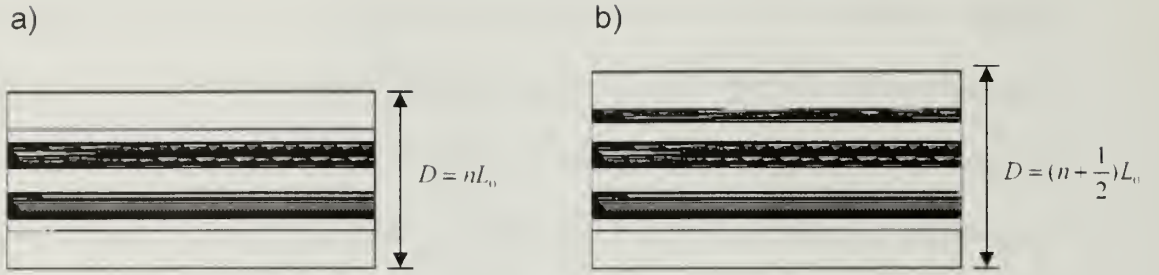 a)
b)
D = nL₀
D = (n + 1/2)L₀